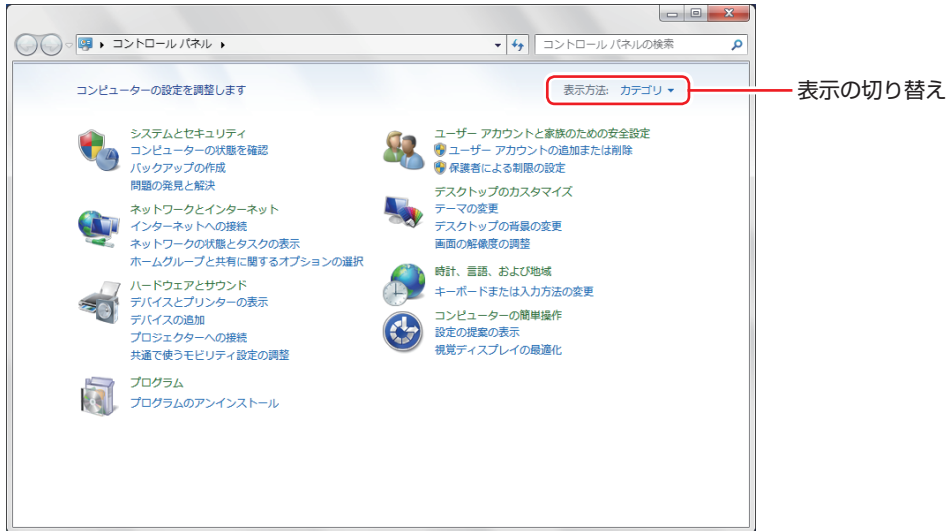 コントロール パネル
コントロール パネルの検索
コンピューターの設定を調整します
表示方法: カテゴリ
表示の切り替え
システムとセキュリティ
コンピューターの状態を確認
バックアップの作成
問題の発見と解決
ネットワークとインターネット
インターネットへの接続
ネットワークの状態とタスクの表示
ホームグループと共有に関するオプションの選択
ハードウェアとサウンド
デバイスとプリンターの表示
デバイスの追加
プロジェクターへの接続
共通で使うモビリティ設定の調整
プログラム
プログラムのアンインストール
ユーザー アカウントと家族のための安全設定
ユーザー アカウントの追加または削除
保護者による制限の設定
デスクトップのカスタマイズ
テーマの変更
デスクトップの背景の変更
画面の解像度の調整
時計、言語、および地域
キーボードまたは入力方法の変更
コンピューターの簡単操作
設定の提案の表示
視覚ディスプレイの最適化